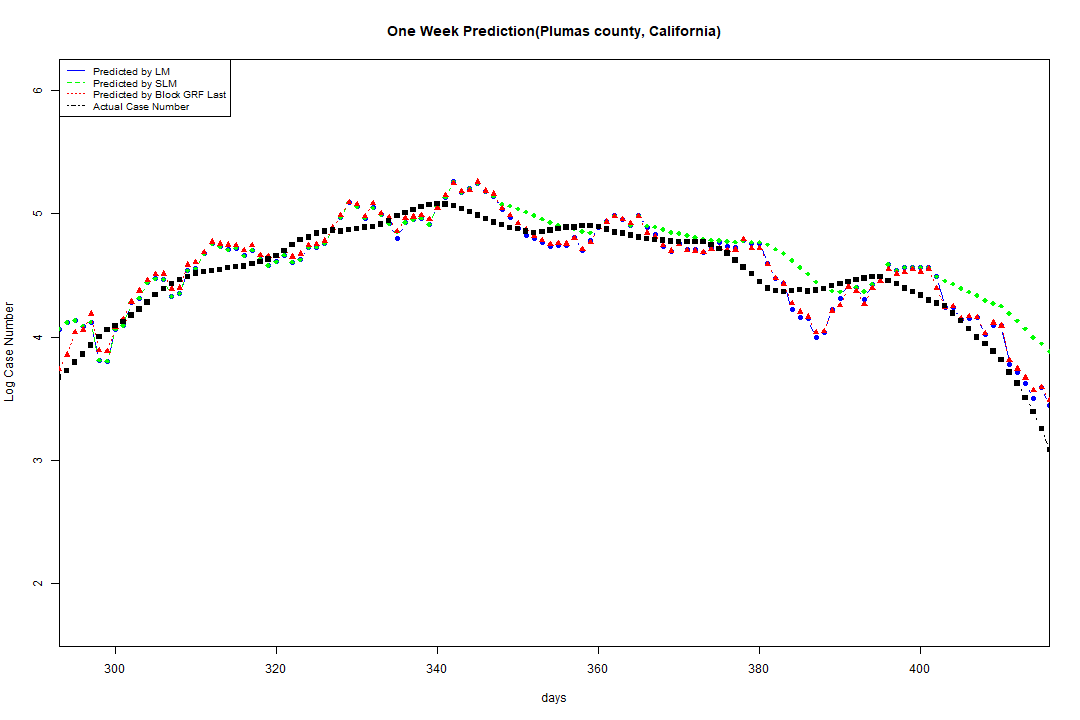 One Week Prediction(Plumas county, California)
Predicted by LM
Predicted by SLM
Predicted by Block GRF Last
Actual Case Number
6
5
4
3
2
Log Case Number
300 320 340 360 380 400
days